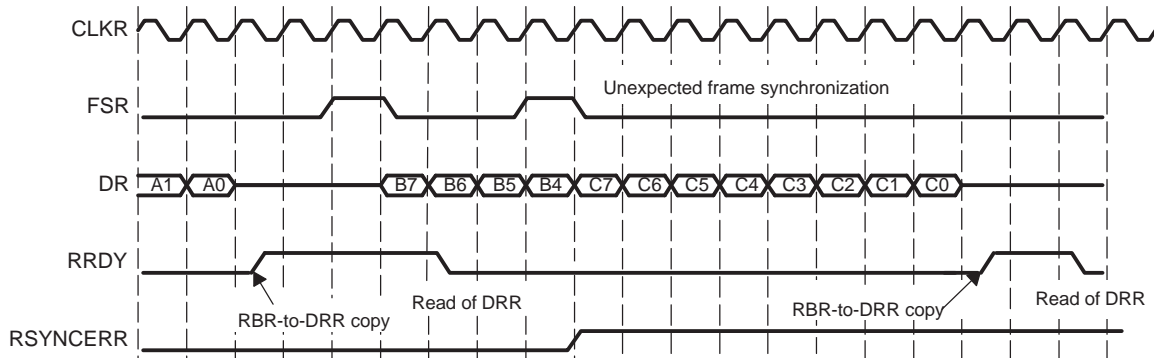 CLKR
Unexpected frame synchronization
FSR
DR A1 A0 B7 B6 B5 B4 C7 C6 C5 C4 C3 C2 C1 C0
RRDY
Read of DRR
RBR-to-DRR copy
RBR-to-DRR copy
Read of DRR
RSYNCERR